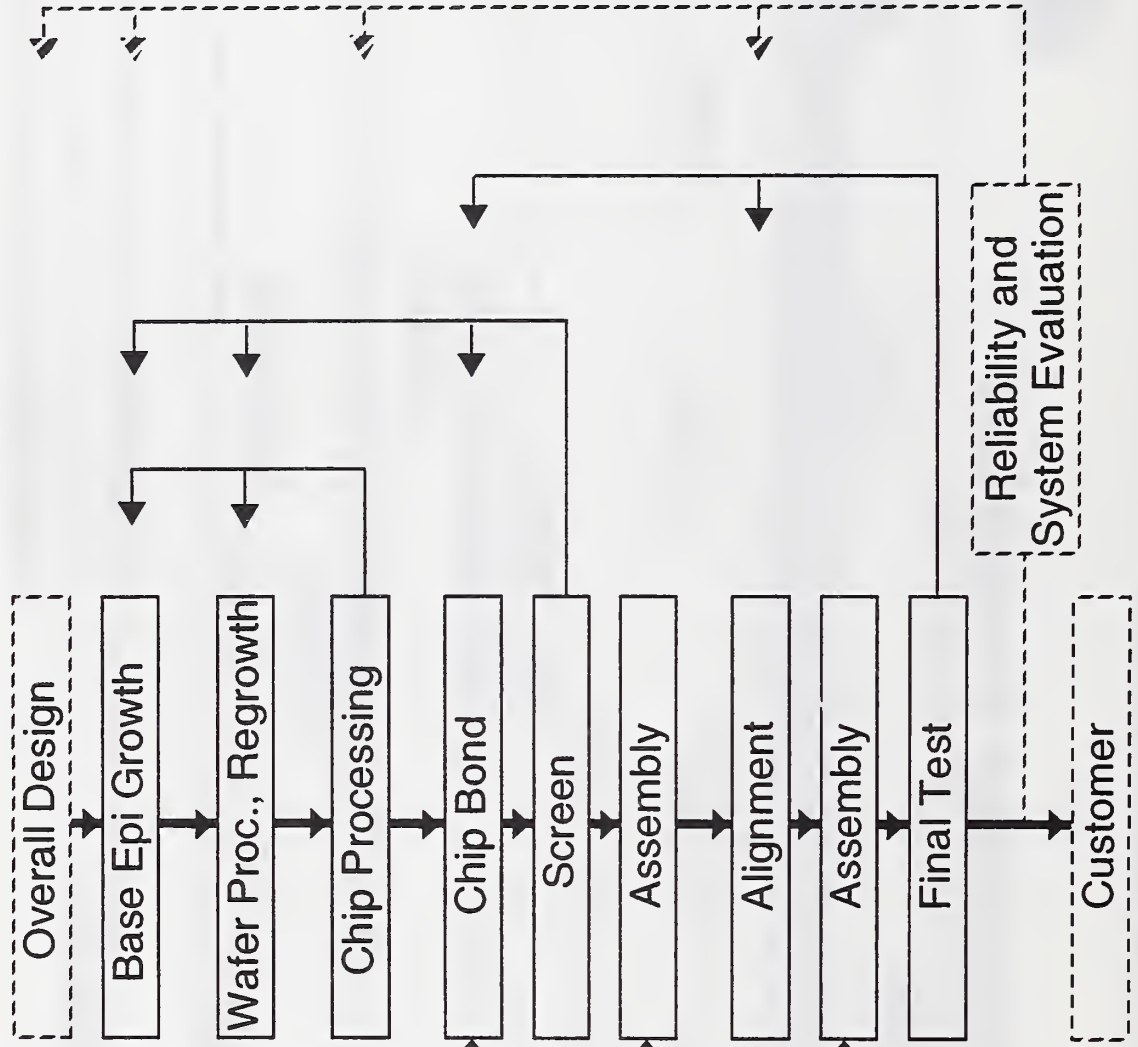 Overall Design
Base Epi Growth
Wafer Proc., Regrowth
Chip Processing
Chip Bond
Screen
Assembly
Alignment
Assembly
Final Test
Reliability and
System Evaluation
Customer